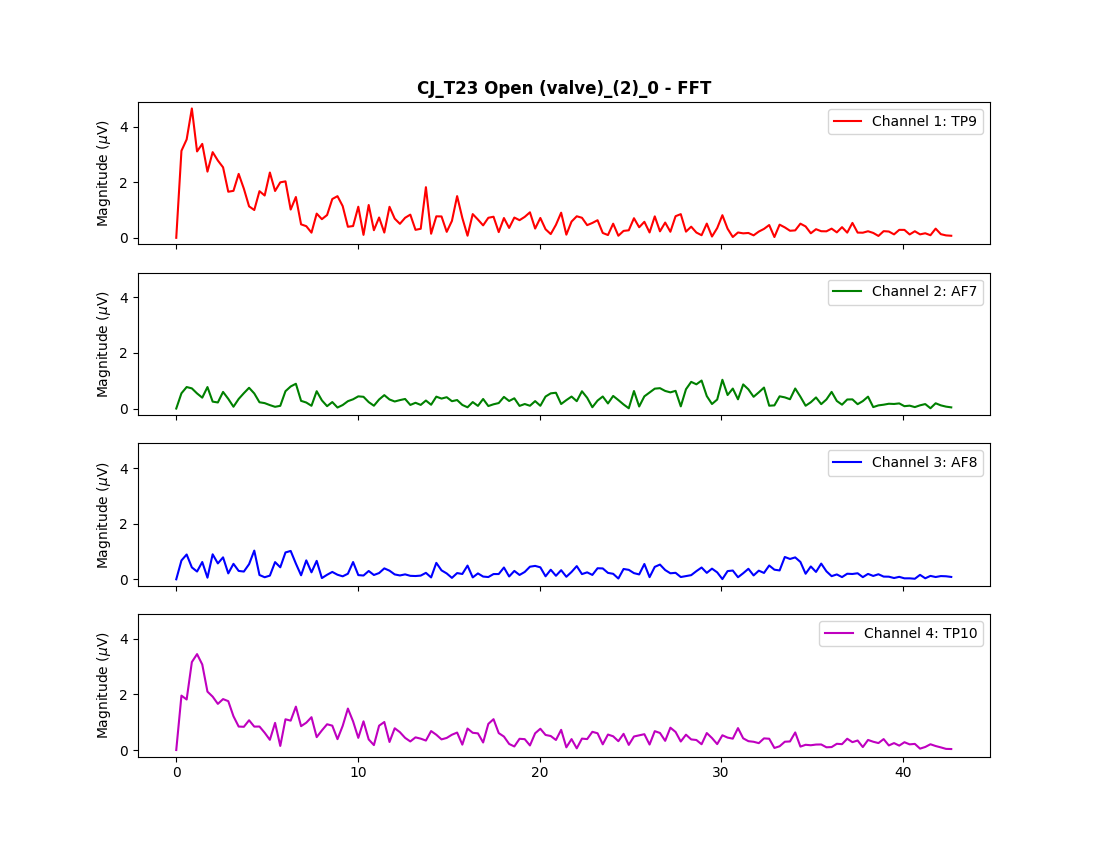 CJ_T23 Open (valve)_(2)_0 - FFT
Magnitude (μV)
4
2
0
Channel 1: TP9
Magnitude (μV)
4
2
0
Channel 2: AF7
Magnitude (μV)
4
2
0
Channel 3: AF8
Magnitude (μV)
4
2
0
Channel 4: TP10
0 10 20 30 40